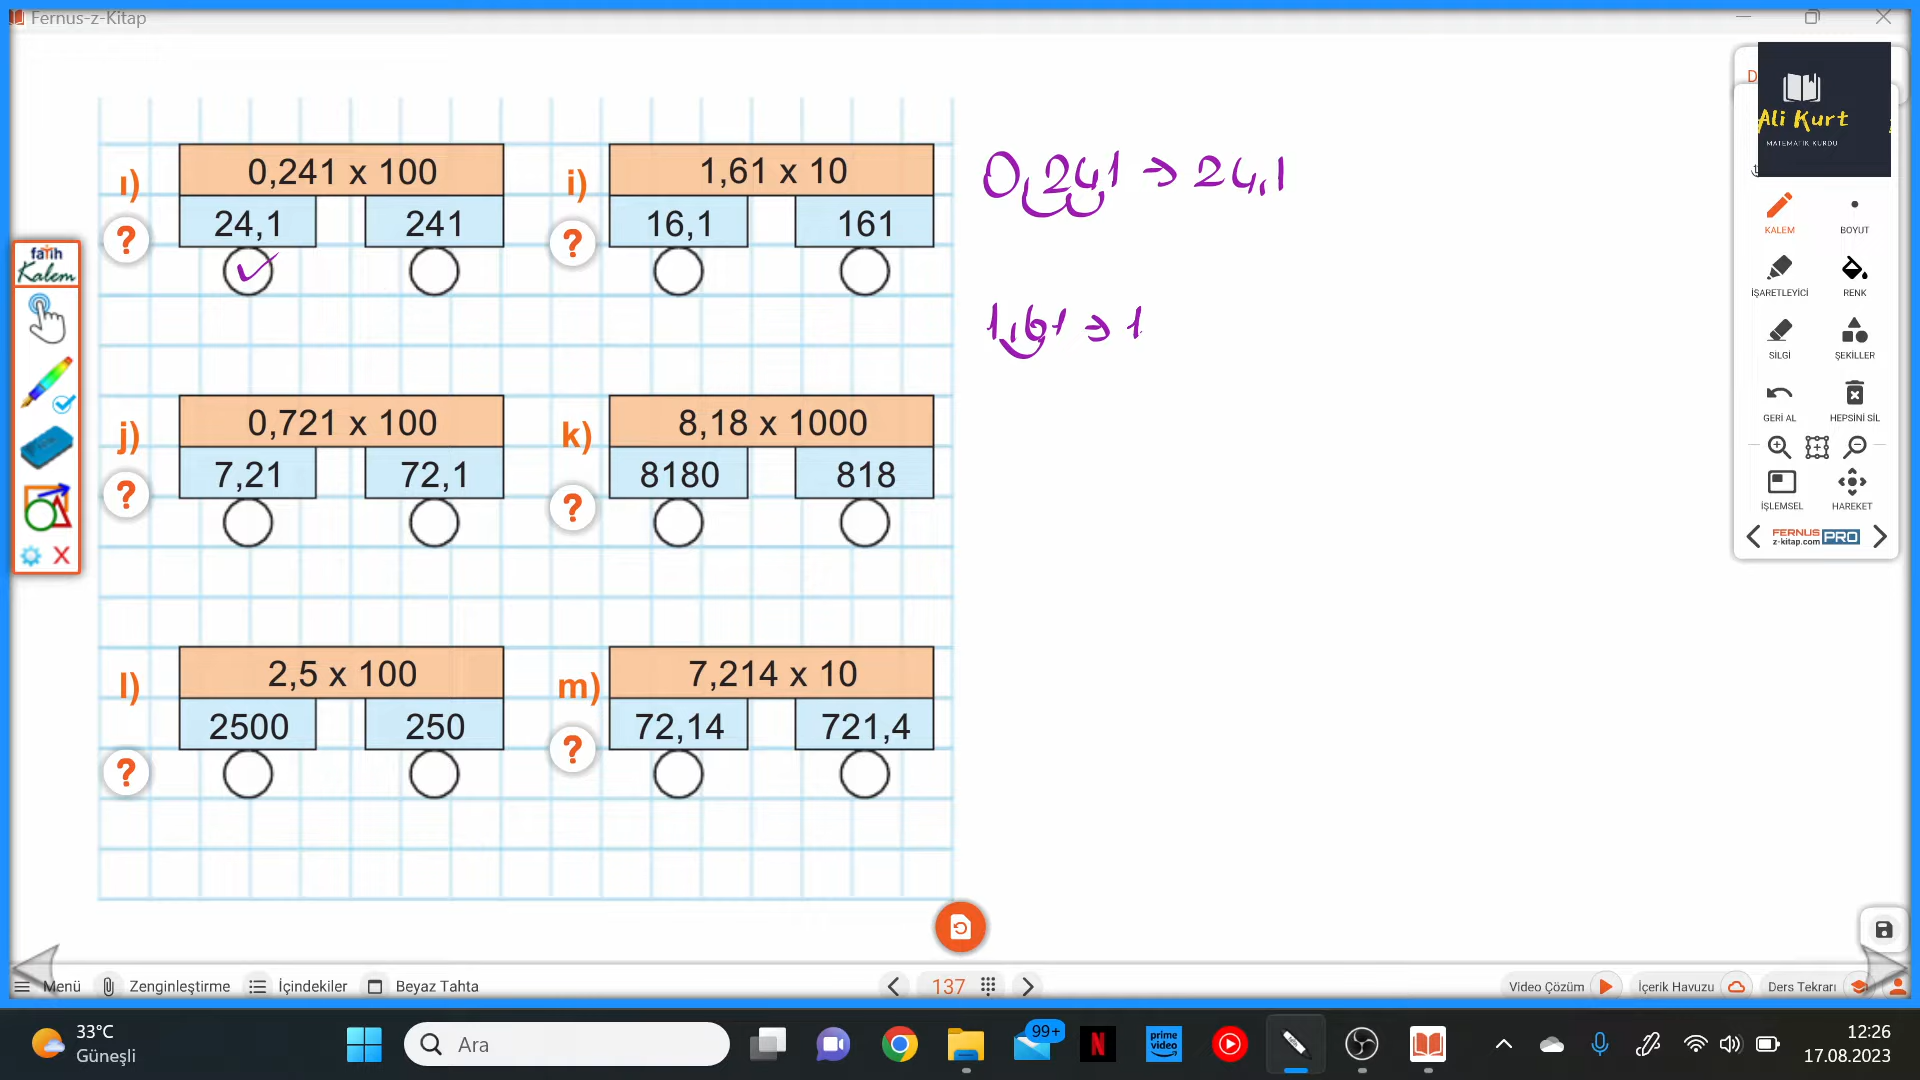 Fernus-z-Kitap
ı)
0,241 x 100
24,1
241
?
i)
1,61 x 10
16,1
161
?
j)
0,721 x 100
7,21
72,1
?
k)
8,18 x 1000
8180
818
?
l)
2,5 x 100
2500
250
?
m)
7,214 x 10
72,14
721,4
?
0,241 ⇒ 24,1
1,61 ⇒ 1
fatih
Kalem
D
Ali Kurt
MATEMATİK KURDU
KALEM
BOYUT
İŞARETLEYİCİ
RENK
SİLGİ
ŞEKİLLER
GERİ AL
HEPSİNİ SİL
İŞLEMSEL
HAREKET
FERNUS
z-kitap.com
PRO
Menü
Zenginleştirme
İçindekiler
Beyaz Tahta
137
Video Çözüm
İçerik Havuzu
Ders Tekrarı
33°C
Güneşli
Ara
99+
N
prime
video
12:26
17.08.2023